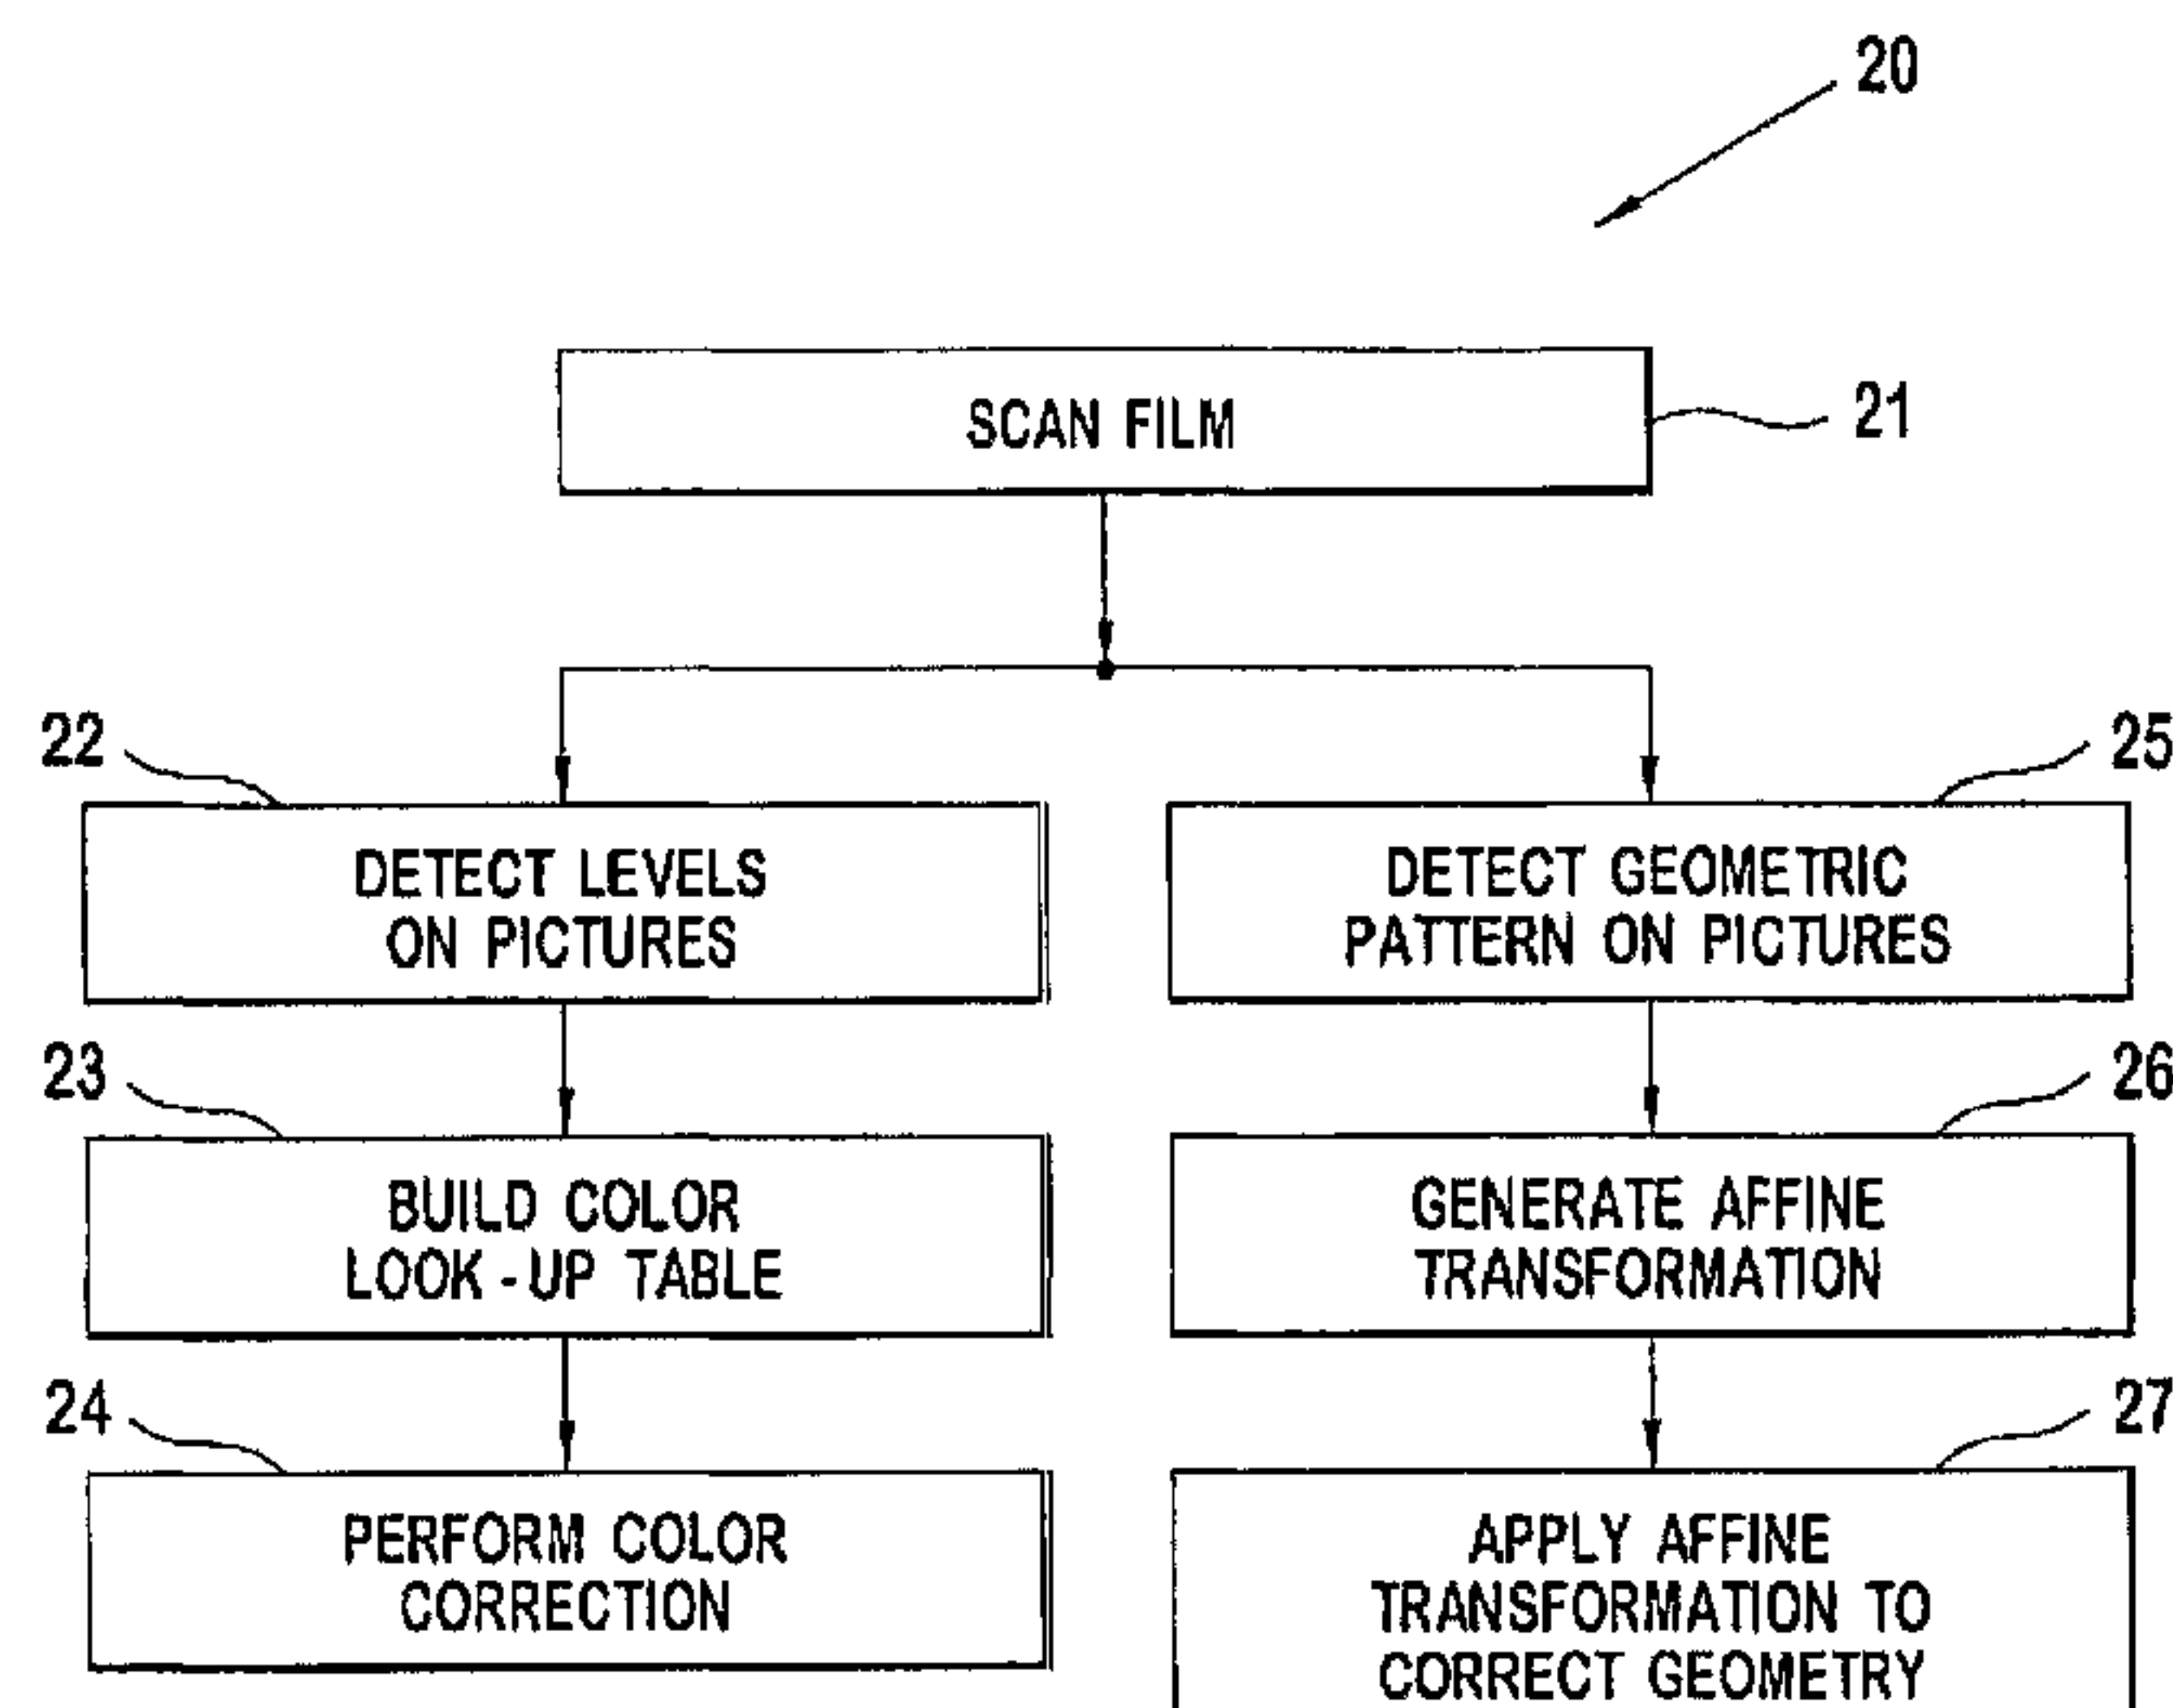 20
SCAN FILM
21
22
DETECT LEVELS
ON PICTURES
23
BUILD COLOR
LOOK-UP TABLE
24
PERFORM COLOR
CORRECTION
25
DETECT GEOMETRIC
PATTERN ON PICTURES
26
GENERATE AFFINE
TRANSFORMATION
27
APPLY AFFINE
TRANSFORMATION TO
CORRECT GEOMETRY